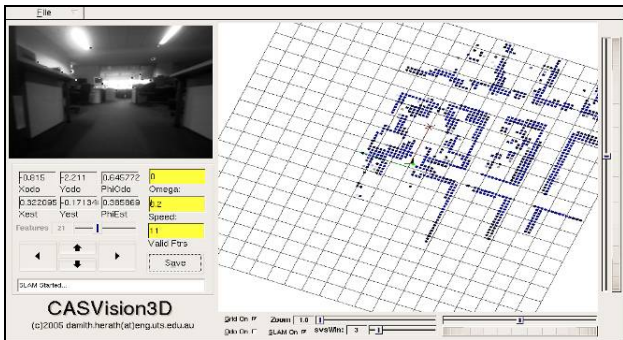 File
-0.815 -2.211 0.645772 0
Xodo Yodo PhiOdo Omega:
0.322095 -0.17134 0.385869 0.2
Xest Yest PhiEst Speed:
Features 21 11
Valid Ftrs
Save
SLAM Started...
CASVision3D
(c)2005 damith.herath(at)eng.uts.edu.au
Grid On Zoom 1.0
Odo On SLAM On svsWin: 3